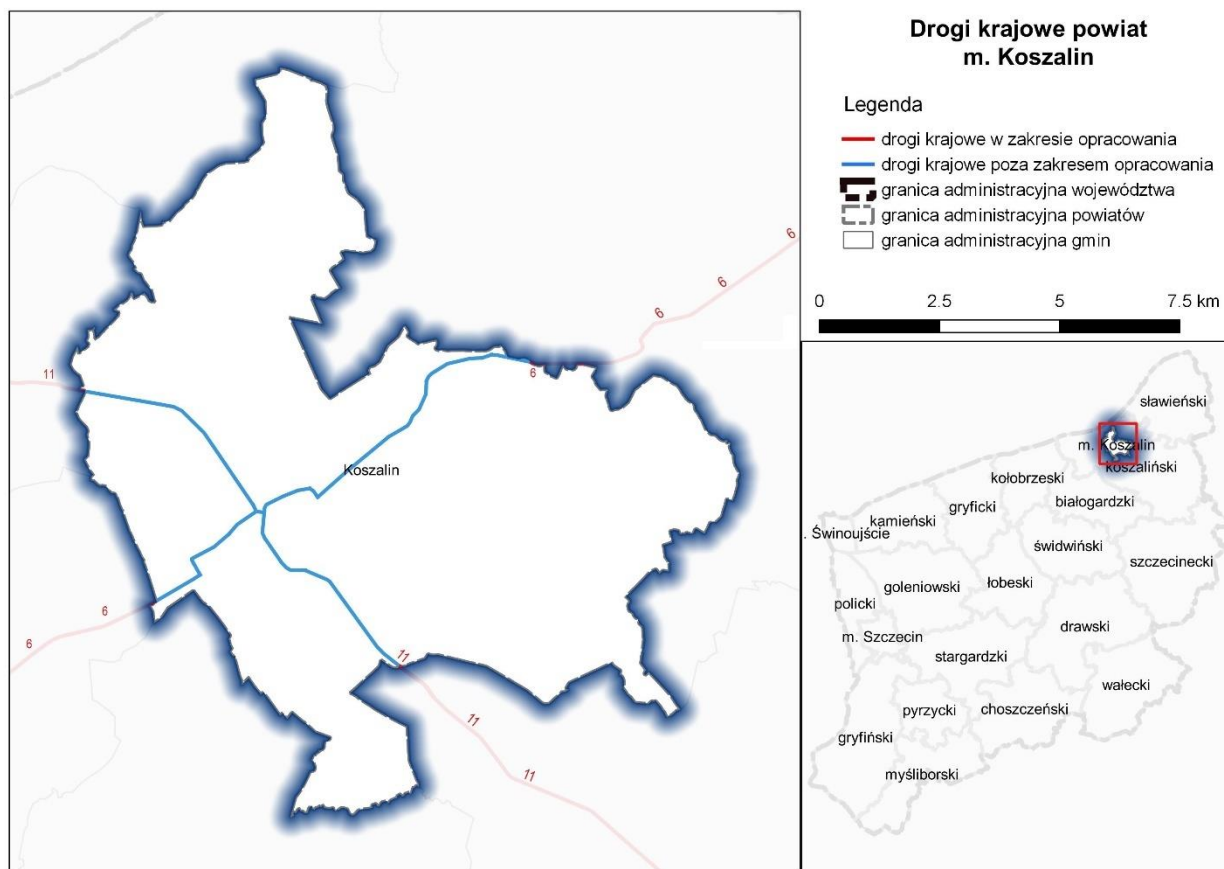 Drogi krajowe powiat
m. Koszalin
Legenda
drogi krajowe w zakresie opracowania
drogi krajowe poza zakresem opracowania
granica administracyjna województwa
granica administracyjna powiatów
granica administracyjna gmin
0 2.5 5 7.5 km
6
6
6
6
11
Koszalin
6
6
11
11
11
sławieński
m. Koszalin
koszaliński
kołobrzeski
białogardzki
gryficki
kamieński
. Świnoujście
świdwiński
szczecinecki
łobeski
goleniowski
policki
drawski
m. Szczecin
stargardzki
wałecki
choszczeński
pyrzycki
gryfiński
myśliborski